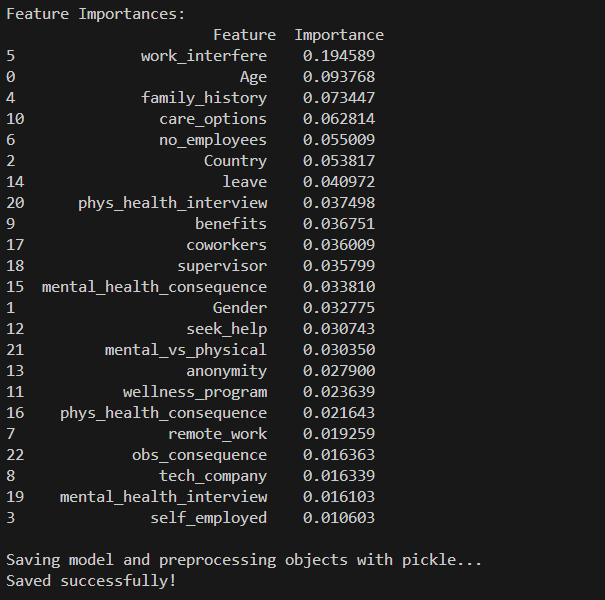 Feature Importances:
                       Feature  Importance
5               work_interfere    0.194589
0                          Age    0.093768
4               family_history    0.073447
10                care_options    0.062814
6                 no_employees    0.055009
2                      Country    0.053817
14                       leave    0.040972
20       phys_health_interview    0.037498
9                     benefits    0.036751
17                   coworkers    0.036009
18                  supervisor    0.035799
15   mental_health_consequence    0.033810
1                       Gender    0.032775
12                   seek_help    0.030743
21          mental_vs_physical    0.030350
13                   anonymity    0.027900
11            wellness_program    0.023639
16     phys_health_consequence    0.021643
7                  remote_work    0.019259
22             obs_consequence    0.016363
8                 tech_company    0.016339
19     mental_health_interview    0.016103
3                self_employed    0.010603

Saving model and preprocessing objects with pickle...
Saved successfully!